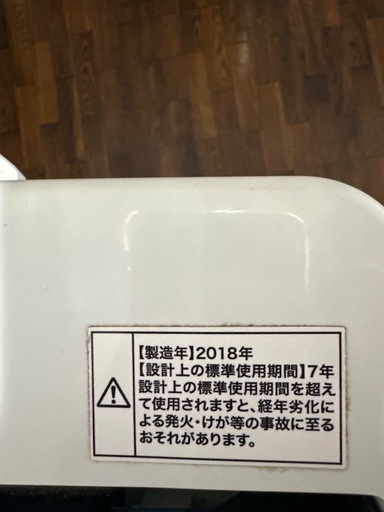 【製造年】2018年
【設計上の標準使用期間】7年
設計上の標準使用期間を超え
て使用されますと、経年劣化に
よる発火・けが等の事故に至る
おそれがあります。